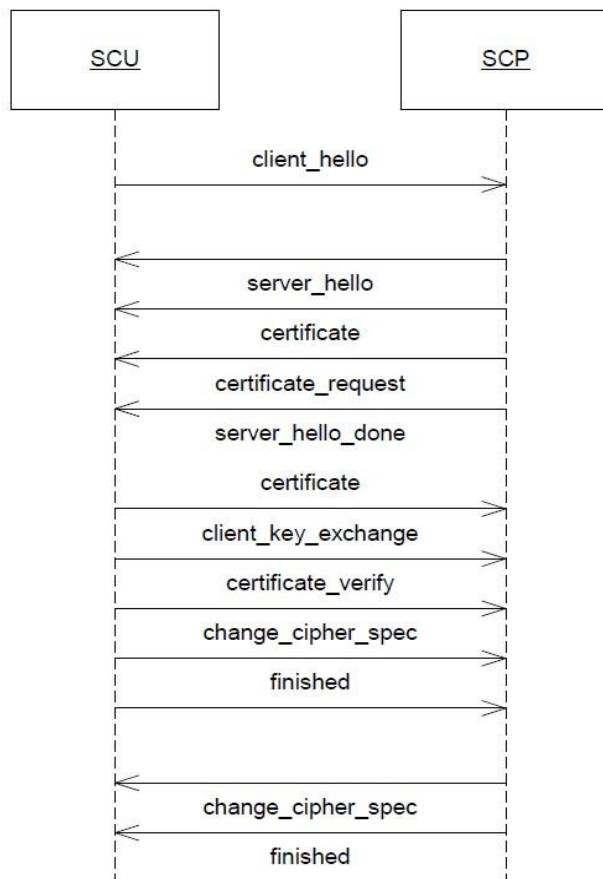 SCU
SCP
client_hello
server_hello
certificate
certificate_request
server_hello_done
certificate
client_key_exchange
certificate_verify
change_cipher_spec
finished
change_cipher_spec
finished